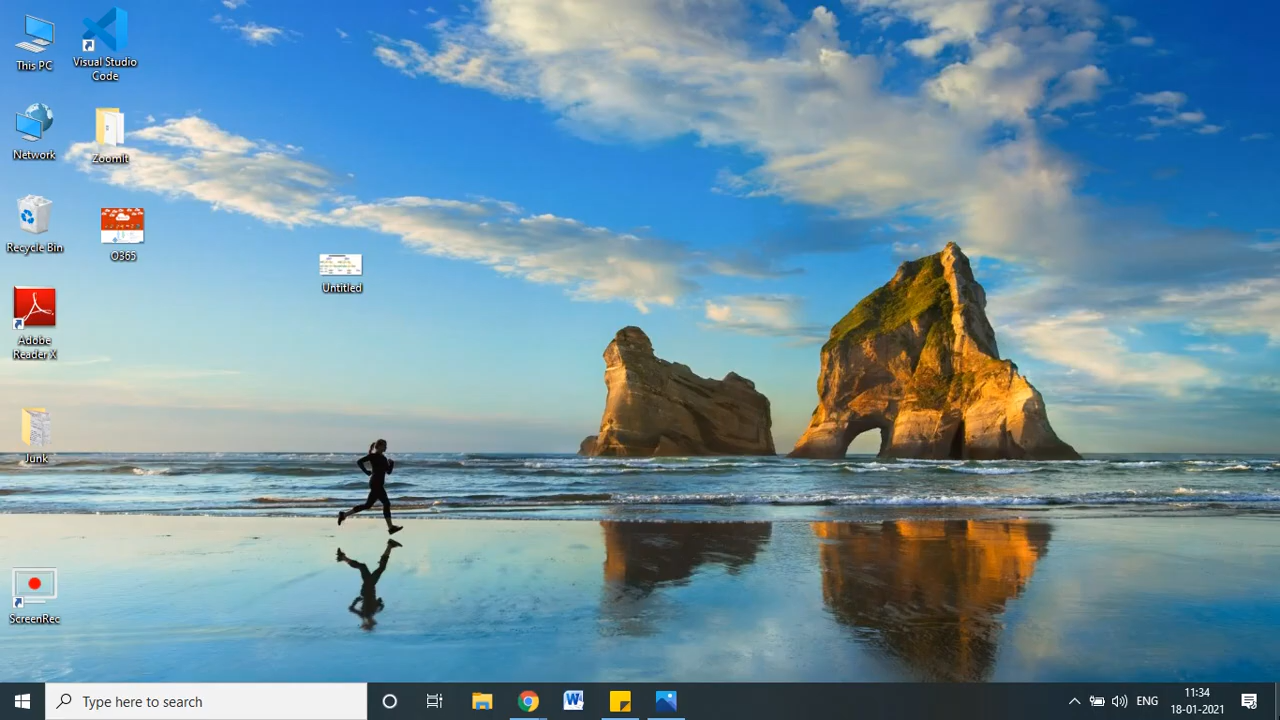 This PC
Visual Studio
Code
Network
ZoomIt
Recycle Bin
O365
Untitled
Adobe
Reader X
Junk
ScreenRec
Type here to search
W
ENG
11:34
18-01-2021